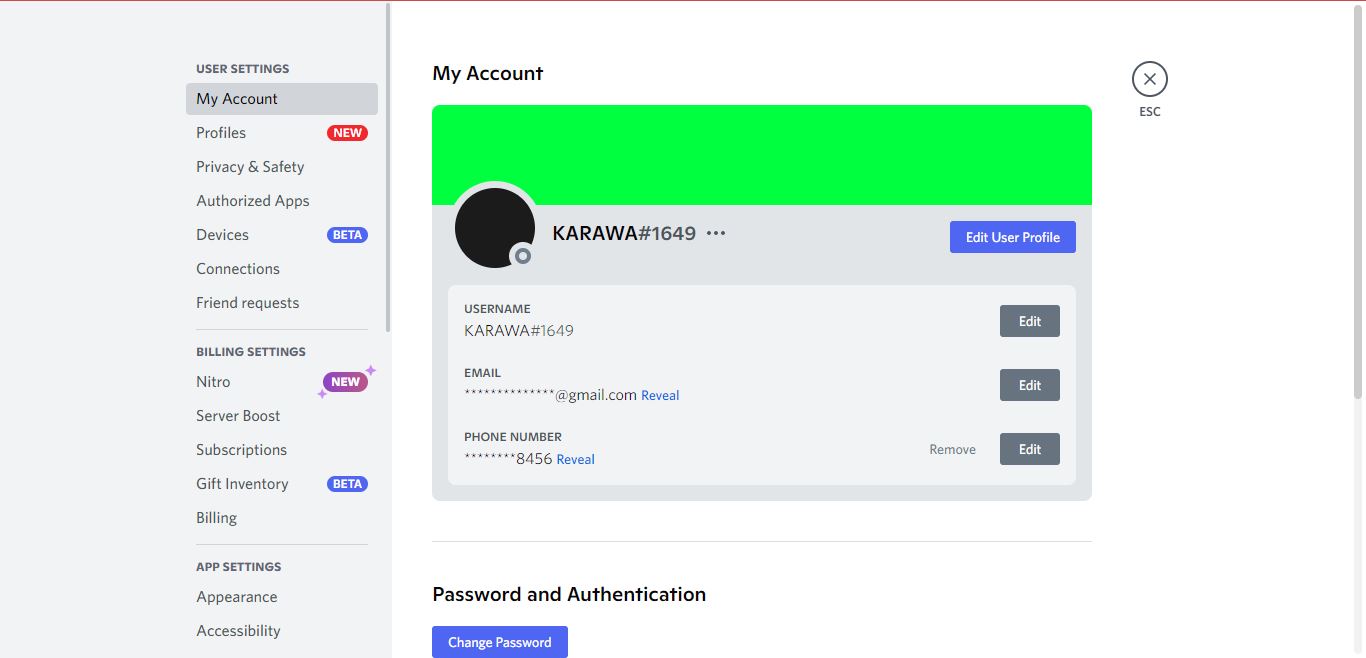 USER SETTINGS
My Account
Profiles NEW
Privacy & Safety
Authorized Apps
Devices BETA
Connections
Friend requests
BILLING SETTINGS
Nitro NEW
Server Boost
Subscriptions
Gift Inventory BETA
Billing
APP SETTINGS
Appearance
Accessibility
My Account
KARAWA#1649
Edit User Profile
USERNAME
KARAWA#1649
Edit
EMAIL
**************@gmail.com Reveal
Edit
PHONE NUMBER
********8456 Reveal
Remove
Edit
Password and Authentication
Change Password
ESC